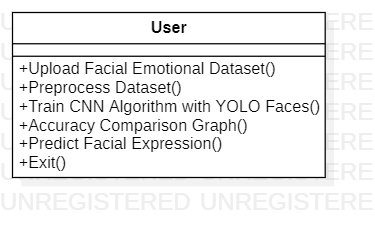 User
+Upload Facial Emotional Dataset()
+Preprocess Dataset()
+Train CNN Algorithm with YOLO Faces()
+Accuracy Comparison Graph()
+Predict Facial Expression()
+Exit()
UNREGISTERED UNREGISTERE